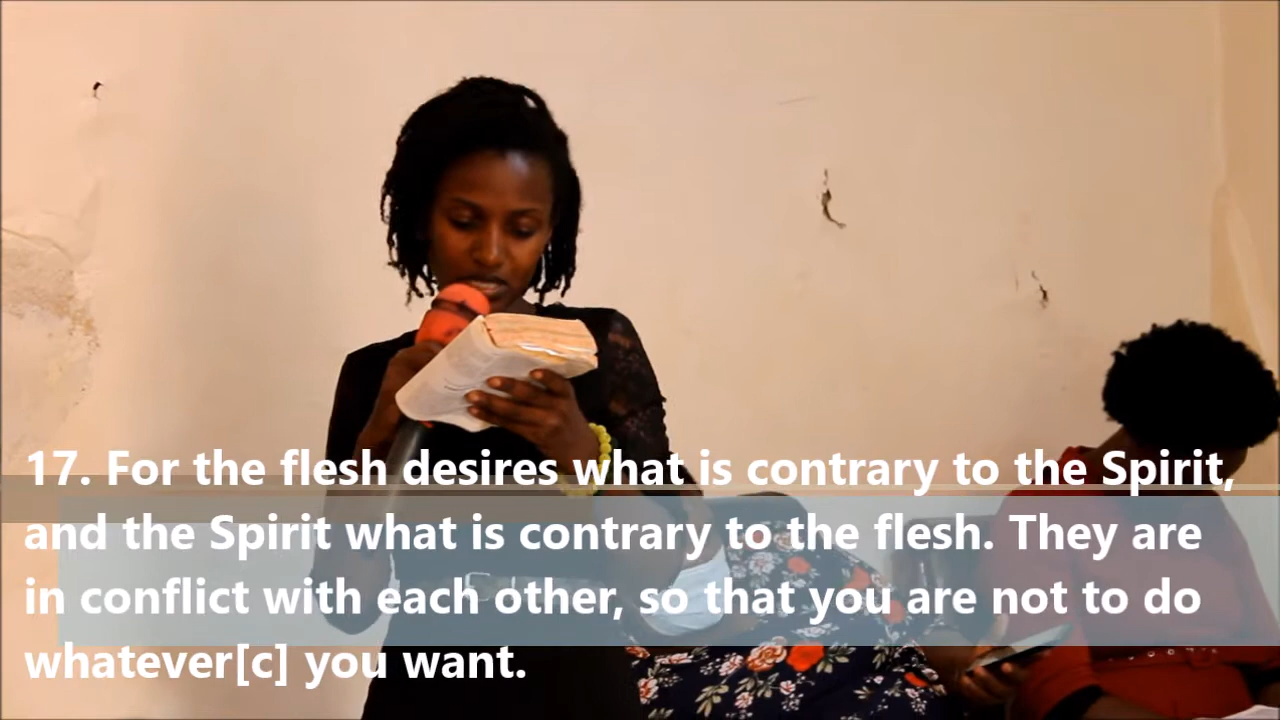 17. For the flesh desires what is contrary to the Spirit,
and the Spirit what is contrary to the flesh. They are
in conflict with each other, so that you are not to do
whatever[c] you want.